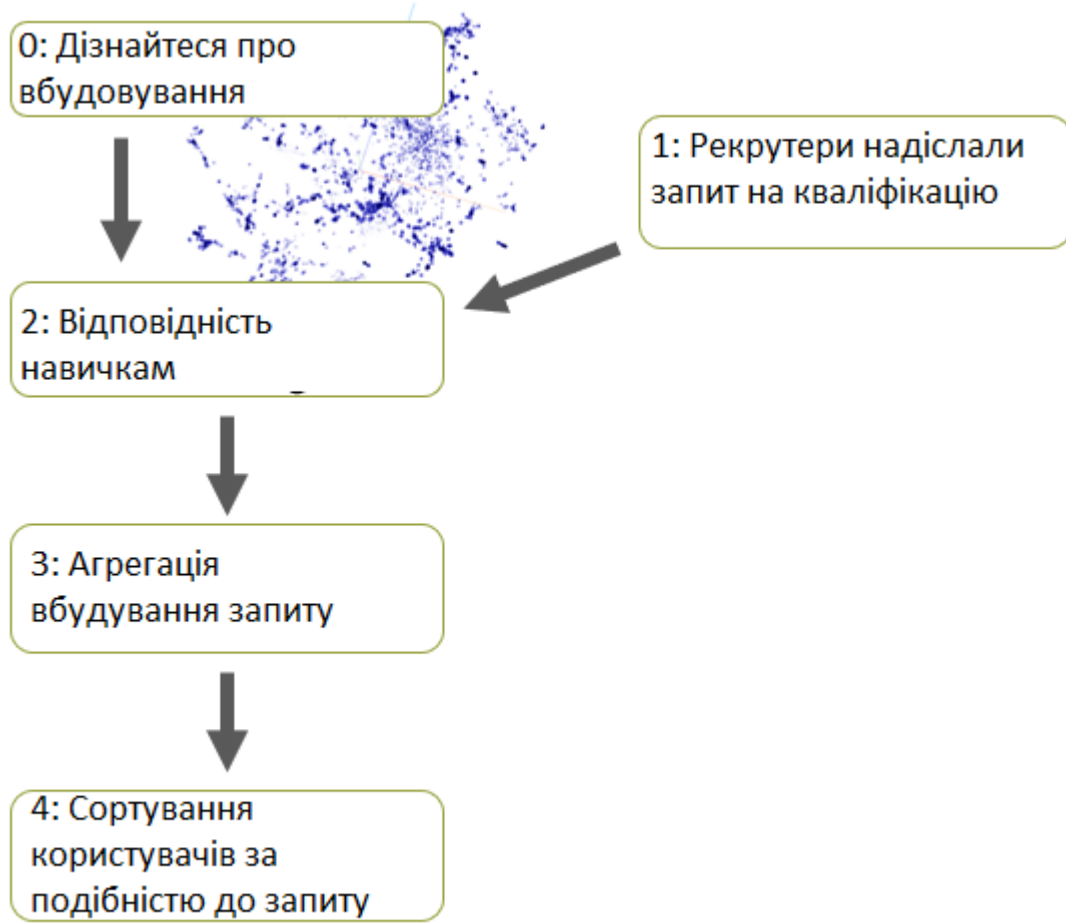 0: Дізнайтеся про
вбудовування
1: Рекрутери надіслали
запит на кваліфікацію
2: Відповідність
навичкам
3: Агрегація
вбудування запиту
4: Сортування
користувачів за
подібністю до запиту